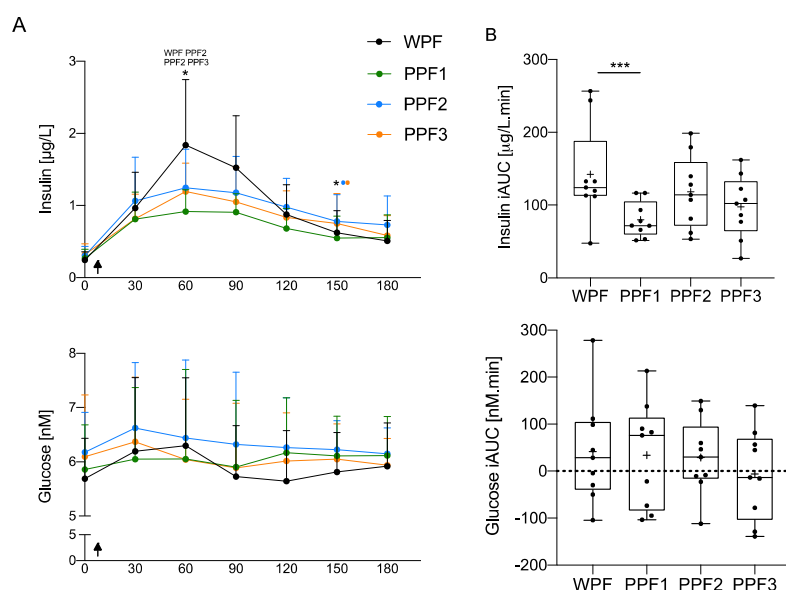 A
WPF PPF2
PPF2 PPF3
*
WPF
PPF1
PPF2
PPF3
Insulin [µg/L]
3
2
1
0
*
0 30 60 90 120 150 180
Glucose [nM]
8
7
6
5
5
0
0 30 60 90 120 150 180
B
Insulin iAUC [µg/L.min]
300
200
100
0
***
WPF PPF1 PPF2 PPF3
Glucose iAUC [nM.min]
300
200
100
0
-100
-200
WPF PPF1 PPF2 PPF3